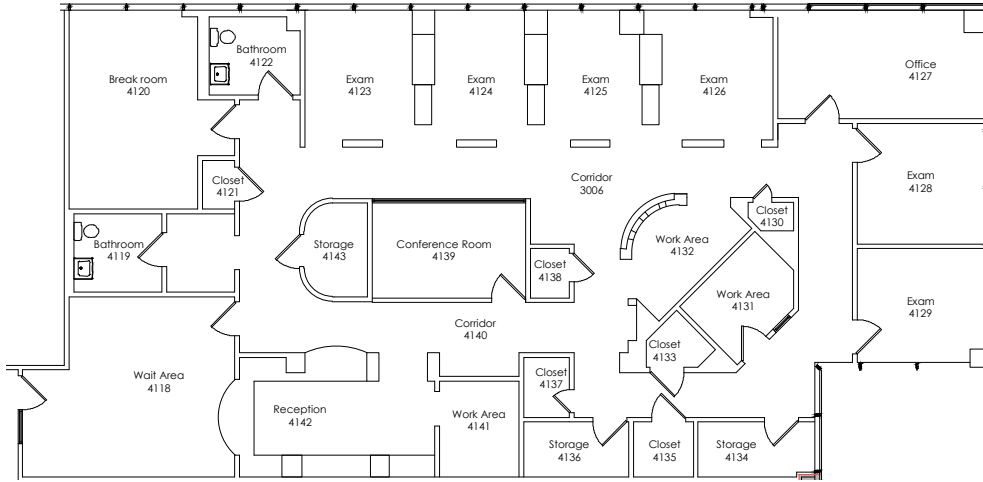 Bathroom
4122
Break room
4120
Exam
4123
Exam
4124
Exam
4125
Exam
4126
Office
4127
Closet
4121
Corridor
3006
Exam
4128
Bathroom
4119
Storage
4143
Conference Room
4139
Closet
4138
Work Area
4132
Closet
4130
Work Area
4131
Exam
4129
Corridor
4140
Closet
4133
Wait Area
4118
Closet
4137
Reception
4142
Work Area
4141
Storage
4136
Closet
4135
Storage
4134